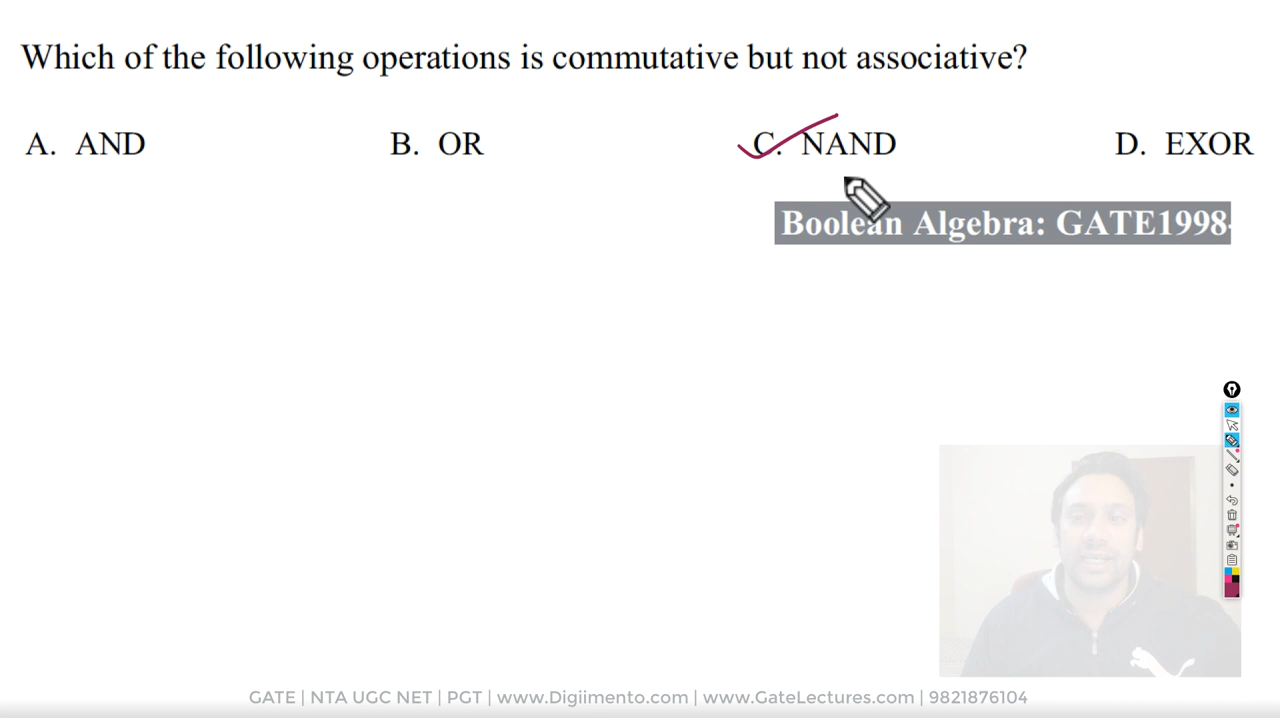 Which of the following operations is commutative but not associative?
A. AND B. OR C. NAND D. EXOR
Boolean Algebra: GATE1998-
GATE | NTA UGC NET | PGT | www.Digiimento.com | www.GateLectures.com | 9821876104